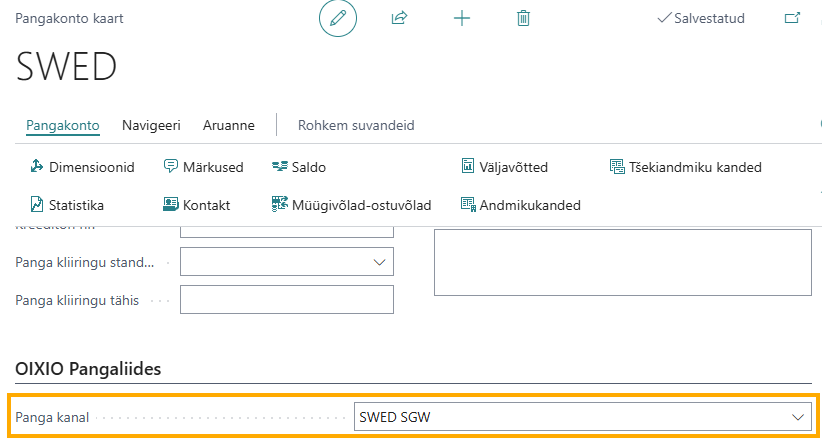 Pangakonto kaart
Salvestatud
SWED
Pangakonto Navigeeri Aruanne Rohkem suvandeid
Dimensioonid Märkused Saldo Väljavõtted Tšekiandmiku kanded
Statistika Kontakt Müügivõlad-ostuvõlad Andmikukanded
Panga kliiringu stand...
Panga kliiringu tähis
OIXIO Pangaliides
Panga kanal SWED SGW